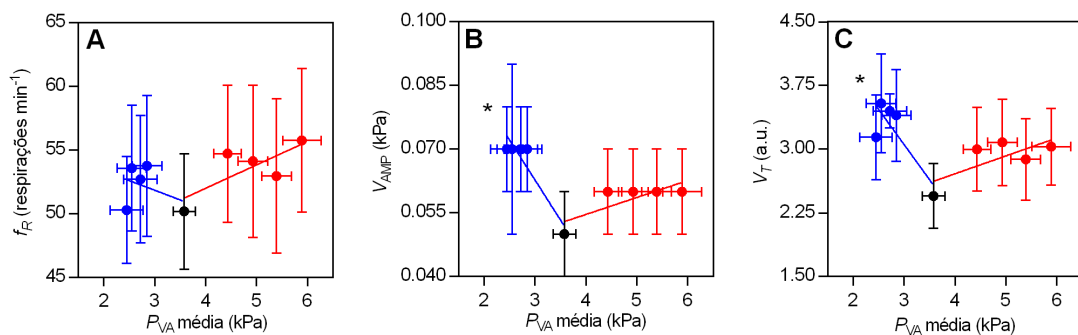 A
65
60
55
50
45
2 3 4 5 6
f_R (respirações min⁻¹)
P_VA média (kPa)
B
*
0.100
0.085
0.070
0.055
0.040
2 3 4 5 6
V_AMP (kPa)
P_VA média (kPa)
C
*
4.50
3.75
3.00
2.25
1.50
2 3 4 5 6
V_T (a.u.)
P_VA média (kPa)